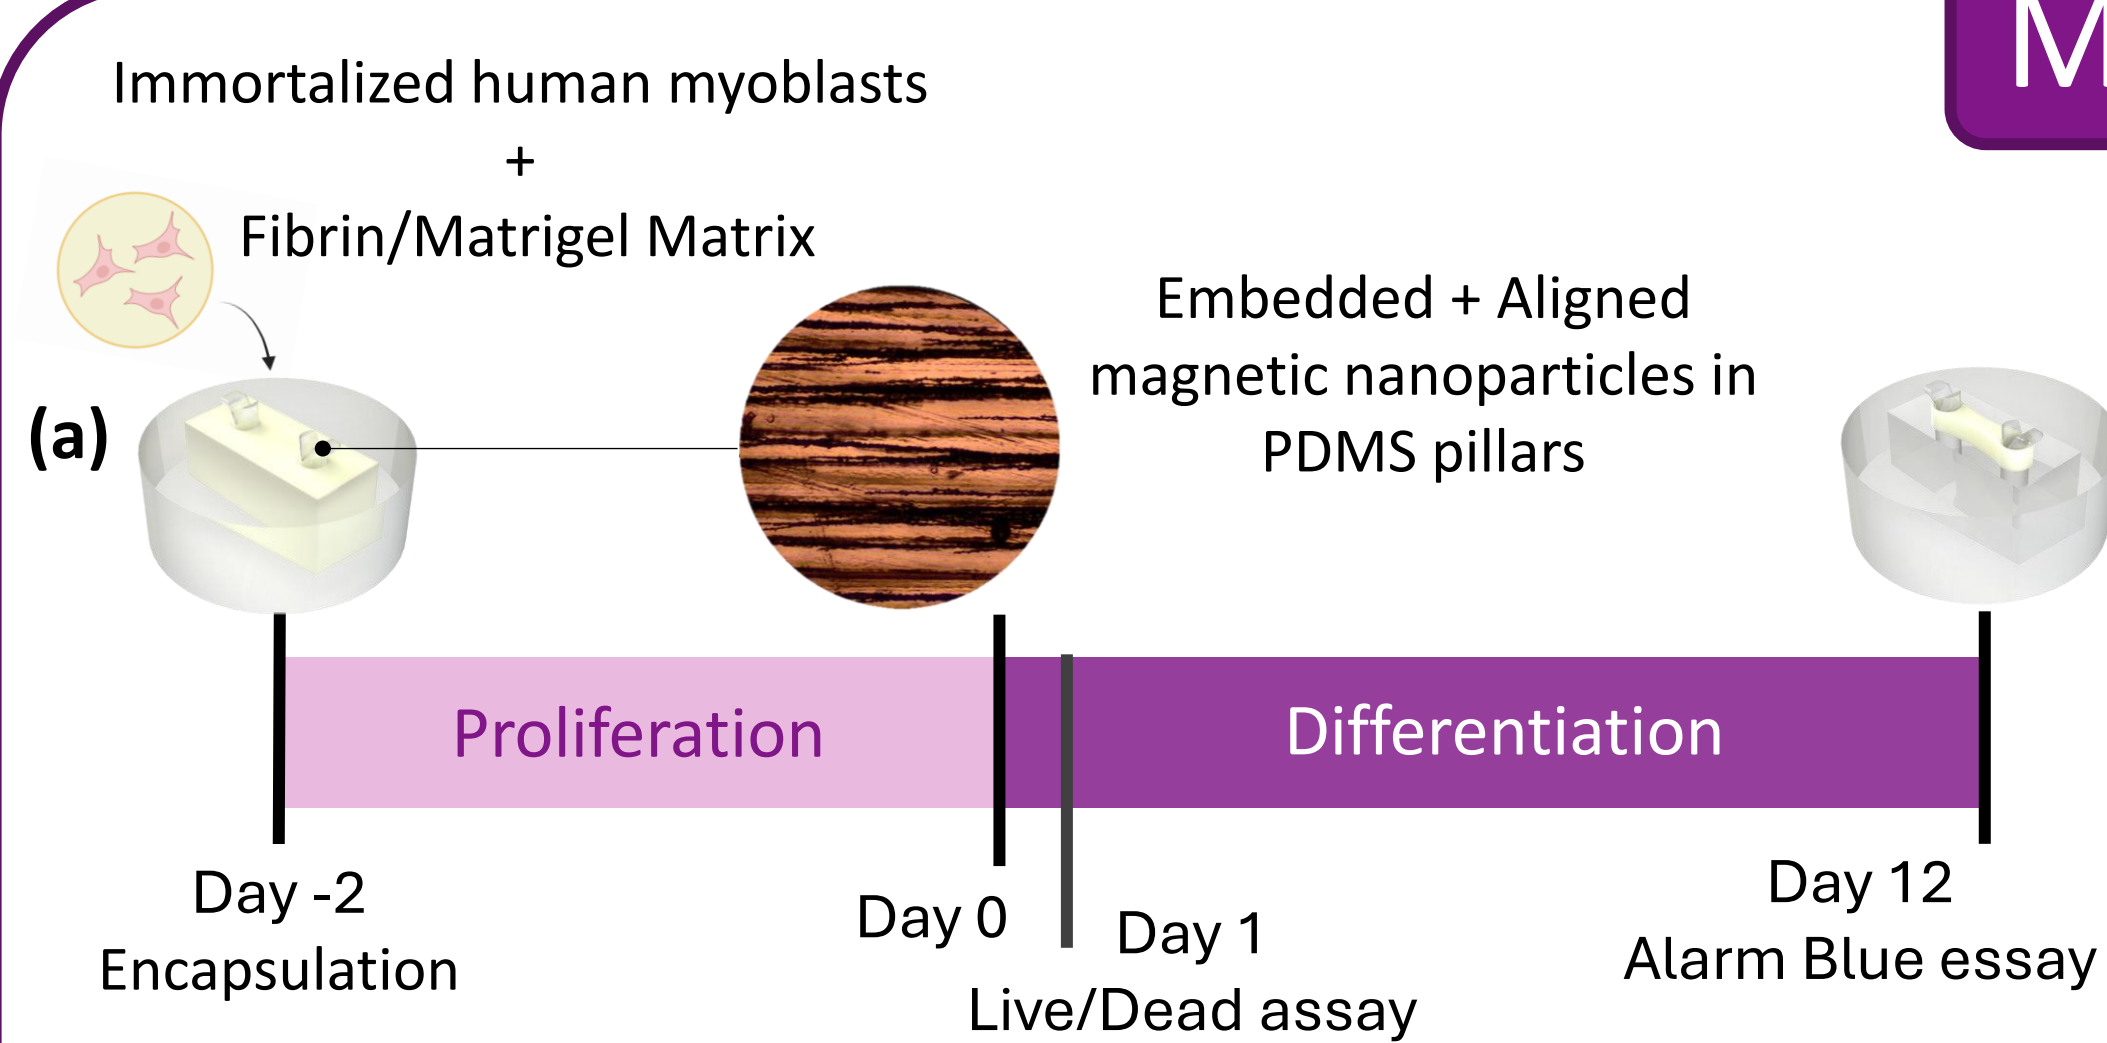 M
Immortalized human myoblasts
+
Fibrin/Matrigel Matrix
Embedded + Aligned
magnetic nanoparticles in
PDMS pillars
(a)
Proliferation
Differentiation
Day -2
Encapsulation
Day 0
Day 1
Live/Dead assay
Day 12
Alarm Blue essay